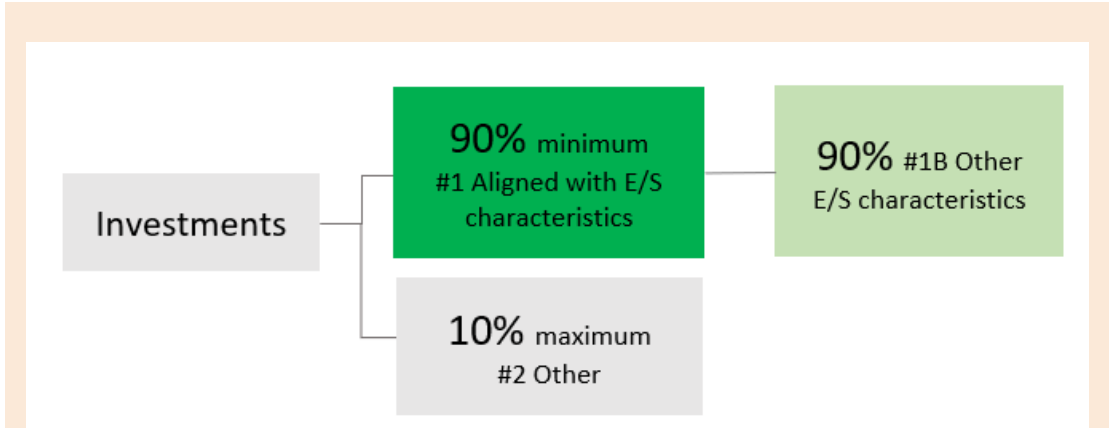 Investments
90% minimum
#1 Aligned with E/S
characteristics
90% #1B Other
E/S characteristics
10% maximum
#2 Other